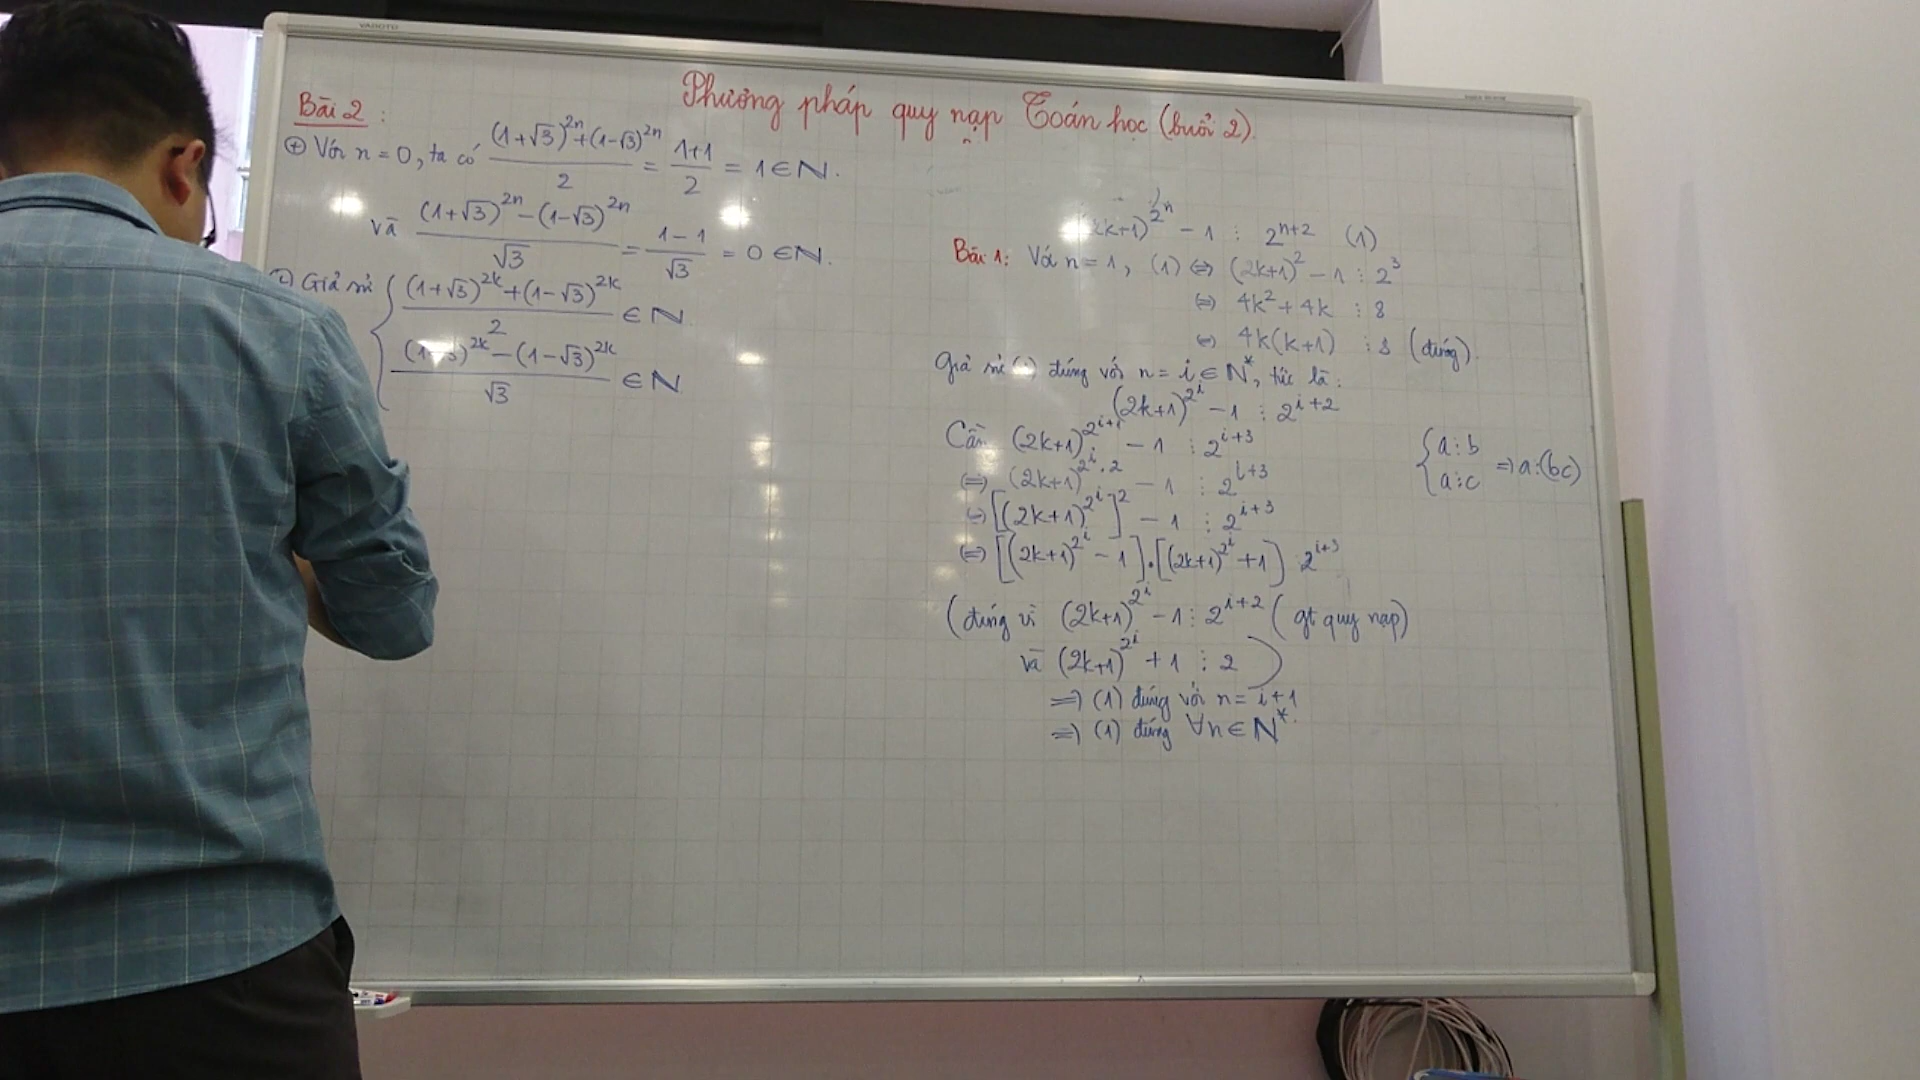 Phương pháp quy nạp Toán học (buổi 2).
Bài 2 :
⊕ Với n = 0, ta có ((1+√3)^{2n} + (1-√3)^{2n})/2 = (1+1)/2 = 1 ∈ N.
và ((1+√3)^{2n} - (1-√3)^{2n})/√3 = (1-1)/√3 = 0 ∈ N.
Giả sử { ((1+√3)^{2k} + (1-√3)^{2k})/2 ∈ N
( )^{2k} - (1-√3)^{2k} / √3 ∈ N
k+1)^{2^n} - 1 ⋮ 2^{n+2} (1)
Bài 1: Với n = 1, (1) ⇔ (2k+1)^2 - 1 ⋮ 2^3
⇔ 4k^2 + 4k ⋮ 8
⇔ 4k(k+1) ⋮ 8 (đúng).
Giả sử (1) đúng với n = i ∈ N*, tức là :
(2k+1)^{2^i} - 1 ⋮ 2^{i+2}
Cần (2k+1)^{2^{i+1}} - 1 ⋮ 2^{i+3}
⇔ (2k+1)^{2^i . 2} - 1 ⋮ 2^{i+3}
⇔ [(2k+1)^{2^i}]^2 - 1 ⋮ 2^{i+3}
⇔ [(2k+1)^{2^i} - 1].[(2k+1)^{2^i} + 1] 2^{i+3}
(đúng vì (2k+1)^{2^i} - 1 ⋮ 2^{i+2} (gt quy nạp)
và (2k+1)^{2^i} + 1 ⋮ 2 )
⇒ (1) đúng với n = i+1
⇒ (1) đúng ∀n ∈ N*.
{ a ⋮ b
a ⋮ c ⇒ a ⋮ (bc)